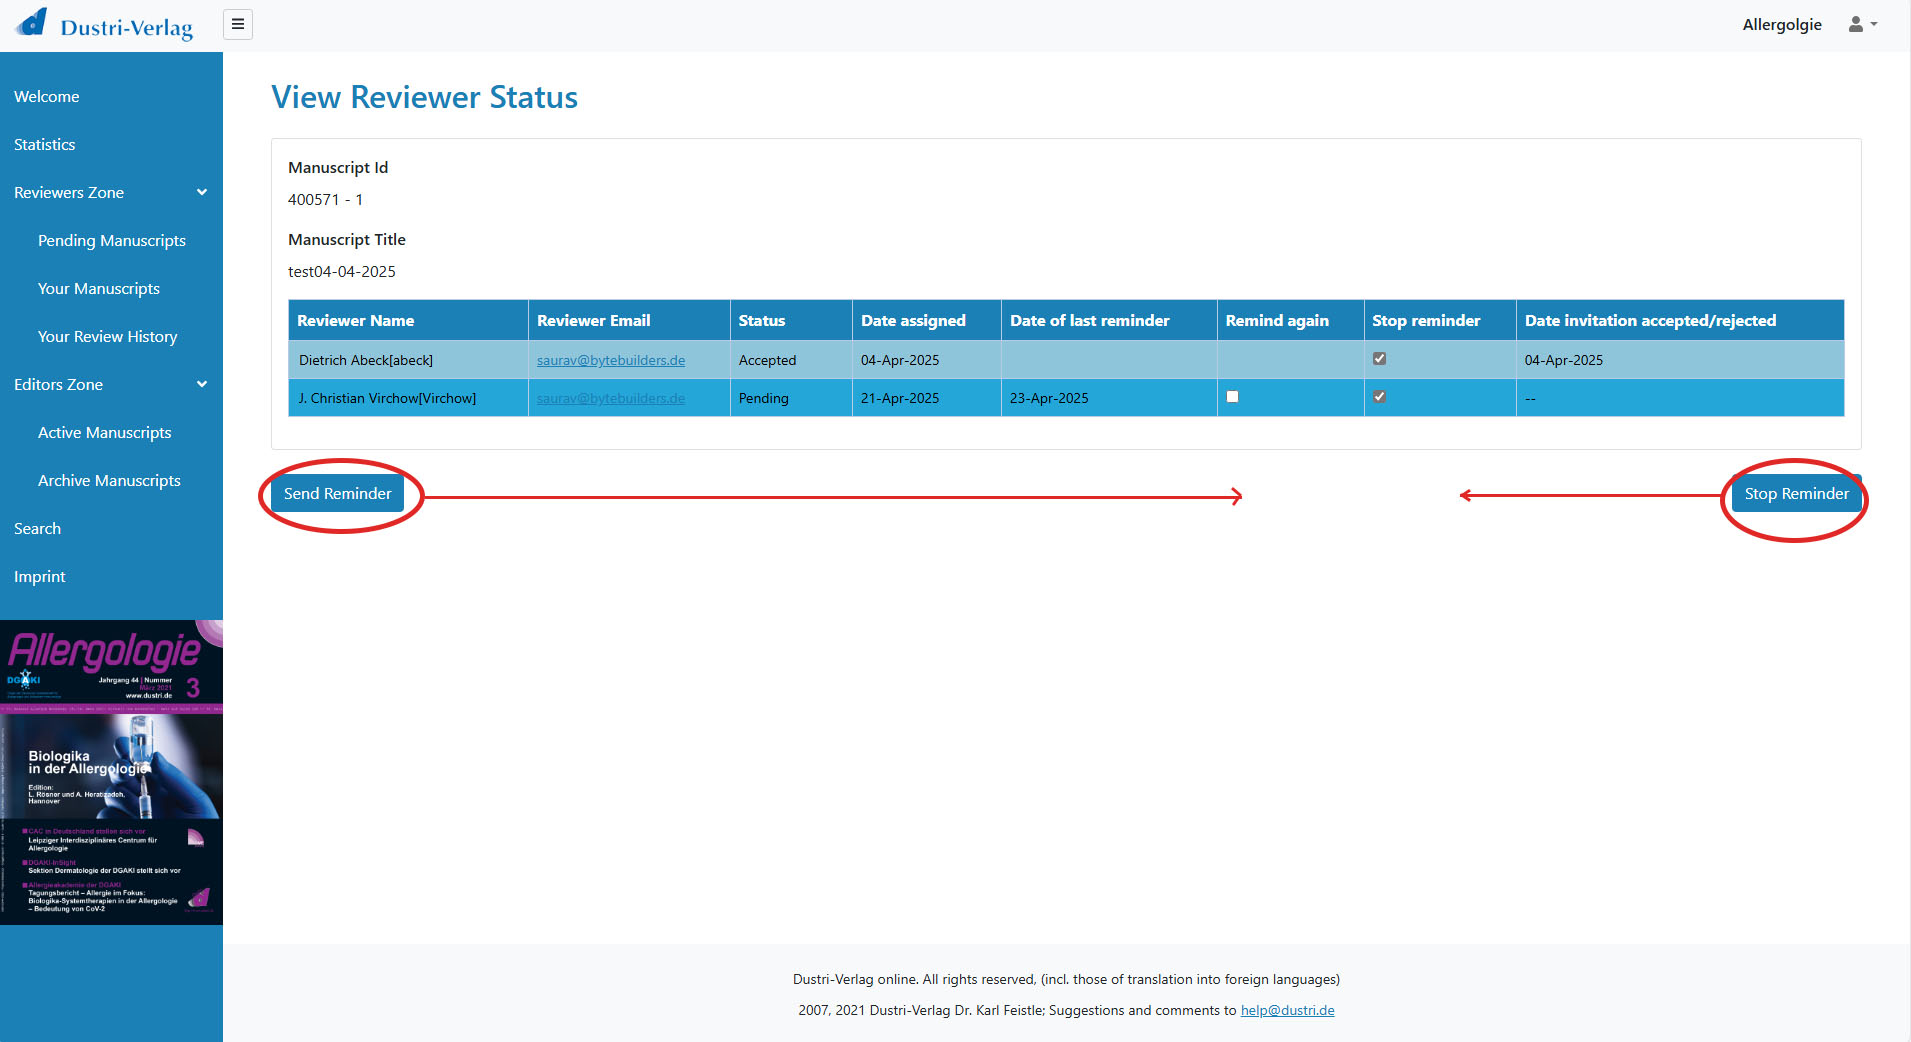 Dustri-Verlag
Allergolgie
Welcome
Statistics
Reviewers Zone
Pending Manuscripts
Your Manuscripts
Your Review History
Editors Zone
Active Manuscripts
Archive Manuscripts
Search
Imprint
Allergologie
DGAKI
Jahrgang 44 | Nummer
März 2021
www.dustri.de
3
Biologika
in der Allergologie
Edition:
L. Rösner und A. Heratizadeh,
Hannover
CAC in Deutschland stellen sich vor
Leipziger Interdisziplinäres Centrum für
Allergologie
DGAKI-InSight
Sektion Dermatologie der DGAKI stellt sich vor
Allergieakademie der DGAKI
Tagungsbericht – Allergie im Fokus:
Biologika-Systemtherapien in der Allergologie
– Bedeutung von CoV-2
View Reviewer Status
Manuscript Id
400571 - 1
Manuscript Title
test04-04-2025
Reviewer Name Reviewer Email Status Date assigned Date of last reminder Remind again Stop reminder Date invitation accepted/rejected
Dietrich Abeck[abeck] saurav@bytebuilders.de Accepted 04-Apr-2025 04-Apr-2025
J. Christian Virchow[Virchow] saurav@bytebuilders.de Pending 21-Apr-2025 23-Apr-2025 --
Send Reminder Stop Reminder
Dustri-Verlag online. All rights reserved, (incl. those of translation into foreign languages)
2007, 2021 Dustri-Verlag Dr. Karl Feistle; Suggestions and comments to help@dustri.de